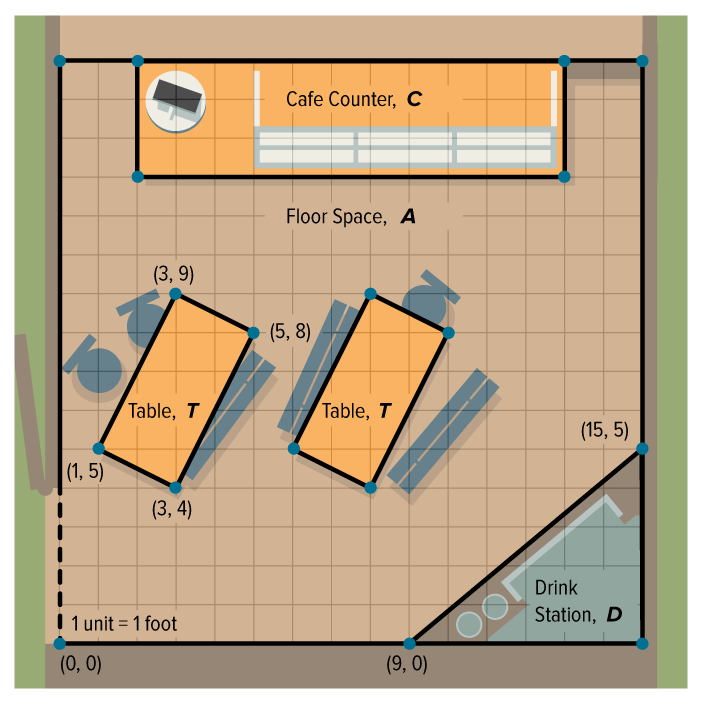 Cafe Counter, C
Floor Space, A
(3, 9)
(5, 8)
Table, T
Table, T
(15, 5)
(1, 5)
(3, 4)
Drink
Station, D
1 unit = 1 foot
(0, 0)
(9, 0)